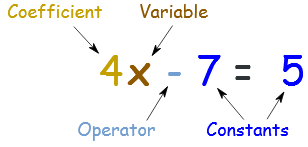 Coefficient Variable
4x - 7 = 5
Operator Constants